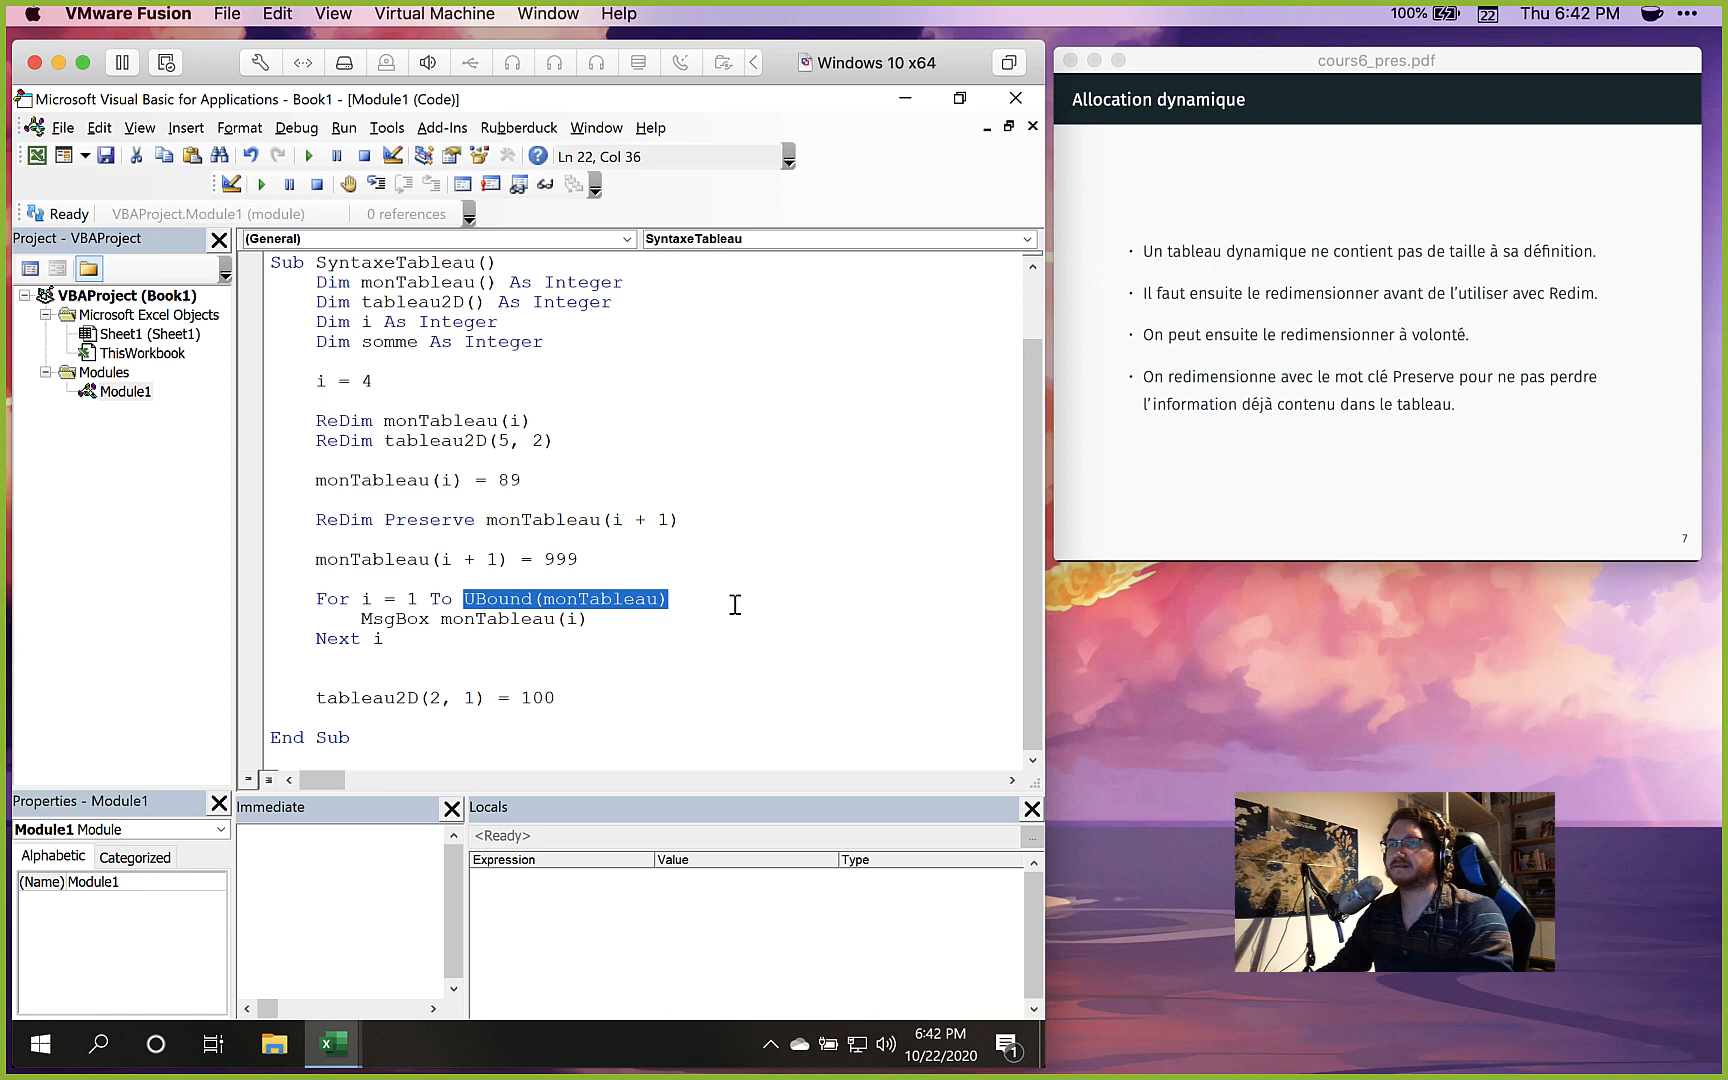 VMware Fusion File Edit View Virtual Machine Window Help 100% 22 Thu 6:42 PM
Windows 10 x64
Microsoft Visual Basic for Applications - Book1 - [Module1 (Code)]
File Edit View Insert Format Debug Run Tools Add-Ins Rubberduck Window Help
Ln 22, Col 36
Ready VBAProject.Module1 (module) 0 references
Project - VBAProject
VBAProject (Book1)
Microsoft Excel Objects
Sheet1 (Sheet1)
ThisWorkbook
Modules
Module1
(General) SyntaxeTableau
Sub SyntaxeTableau()
Dim monTableau() As Integer
Dim tableau2D() As Integer
Dim i As Integer
Dim somme As Integer
i = 4
ReDim monTableau(i)
ReDim tableau2D(5, 2)
monTableau(i) = 89
ReDim Preserve monTableau(i + 1)
monTableau(i + 1) = 999
For i = 1 To UBound(monTableau)
MsgBox monTableau(i)
Next i
tableau2D(2, 1) = 100
End Sub
Properties - Module1
Module1 Module
Alphabetic Categorized
(Name) Module1
Immediate
Locals
<Ready>
Expression Value Type
6:42 PM
10/22/2020
1
cours6_pres.pdf
Allocation dynamique
· Un tableau dynamique ne contient pas de taille à sa définition.
· Il faut ensuite le redimensionner avant de l'utiliser avec Redim.
· On peut ensuite le redimensionner à volonté.
· On redimensionne avec le mot clé Preserve pour ne pas perdre
l'information déjà contenu dans le tableau.
7